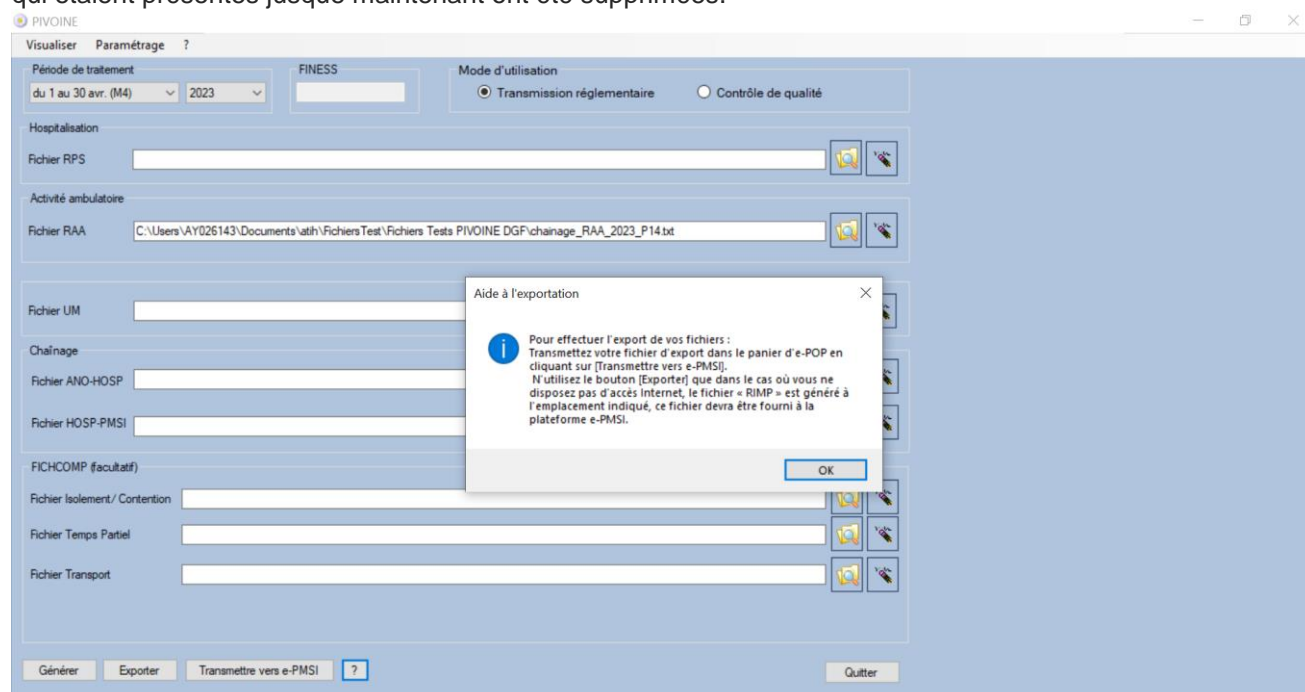 qui étaient présentes jusque maintenant ont été supprimées.
PIVOINE
Visualiser Paramétrage ?
Période de traitement
FINESS
Mode d'utilisation
du 1 au 30 avr. (M4)
2023
Transmission réglementaire
Contrôle de qualité
Hospitalisation
Fichier RPS
Activité ambulatoire
Fichier RAA
C:\Users\AY026143\Documents\atih\FichiersTest\Fichiers Tests PIVOINE DGF\chainage_RAA_2023_P14.txt
Fichier UM
Chaînage
Fichier ANO-HOSP
Fichier HOSP-PMSI
FICHCOMP (facultatif)
Fichier Isolement/ Contention
Fichier Temps Partiel
Fichier Transport
Aide à l'exportation
Pour effectuer l'export de vos fichiers :
Transmettez votre fichier d'export dans le panier d'e-POP en
cliquant sur [Transmettre vers e-PMSI].
N'utilisez le bouton [Exporter] que dans le cas où vous ne
disposez pas d'accès Internet, le fichier « RIMP » est généré à
l'emplacement indiqué, ce fichier devra être fourni à la
plateforme e-PMSI.
OK
Générer
Exporter
Transmettre vers e-PMSI
?
Quitter